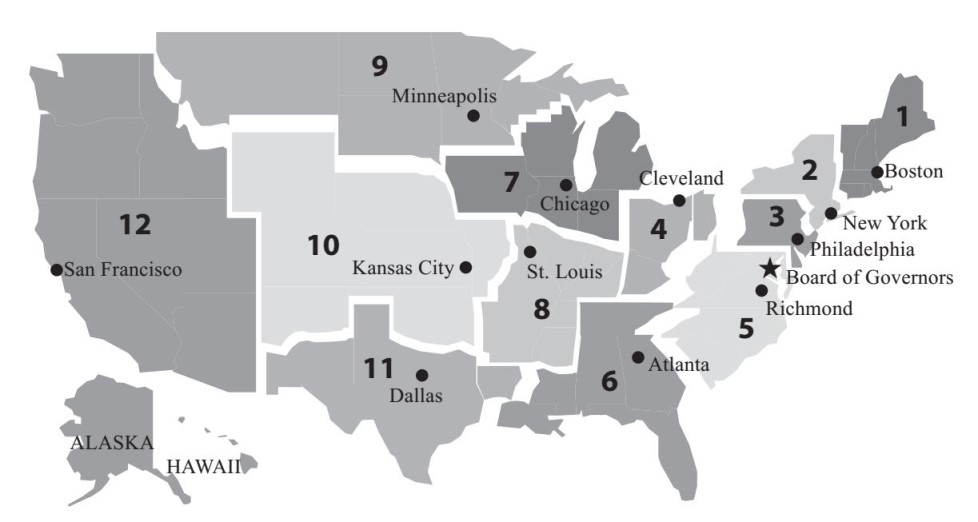 9
Minneapolis
1
2
Boston
7
Cleveland
Chicago
3
12
4
New York
10
Philadelphia
San Francisco
Kansas City
St. Louis
Board of Governors
8
Richmond
5
11
Atlanta
6
Dallas
ALASKA
HAWAII